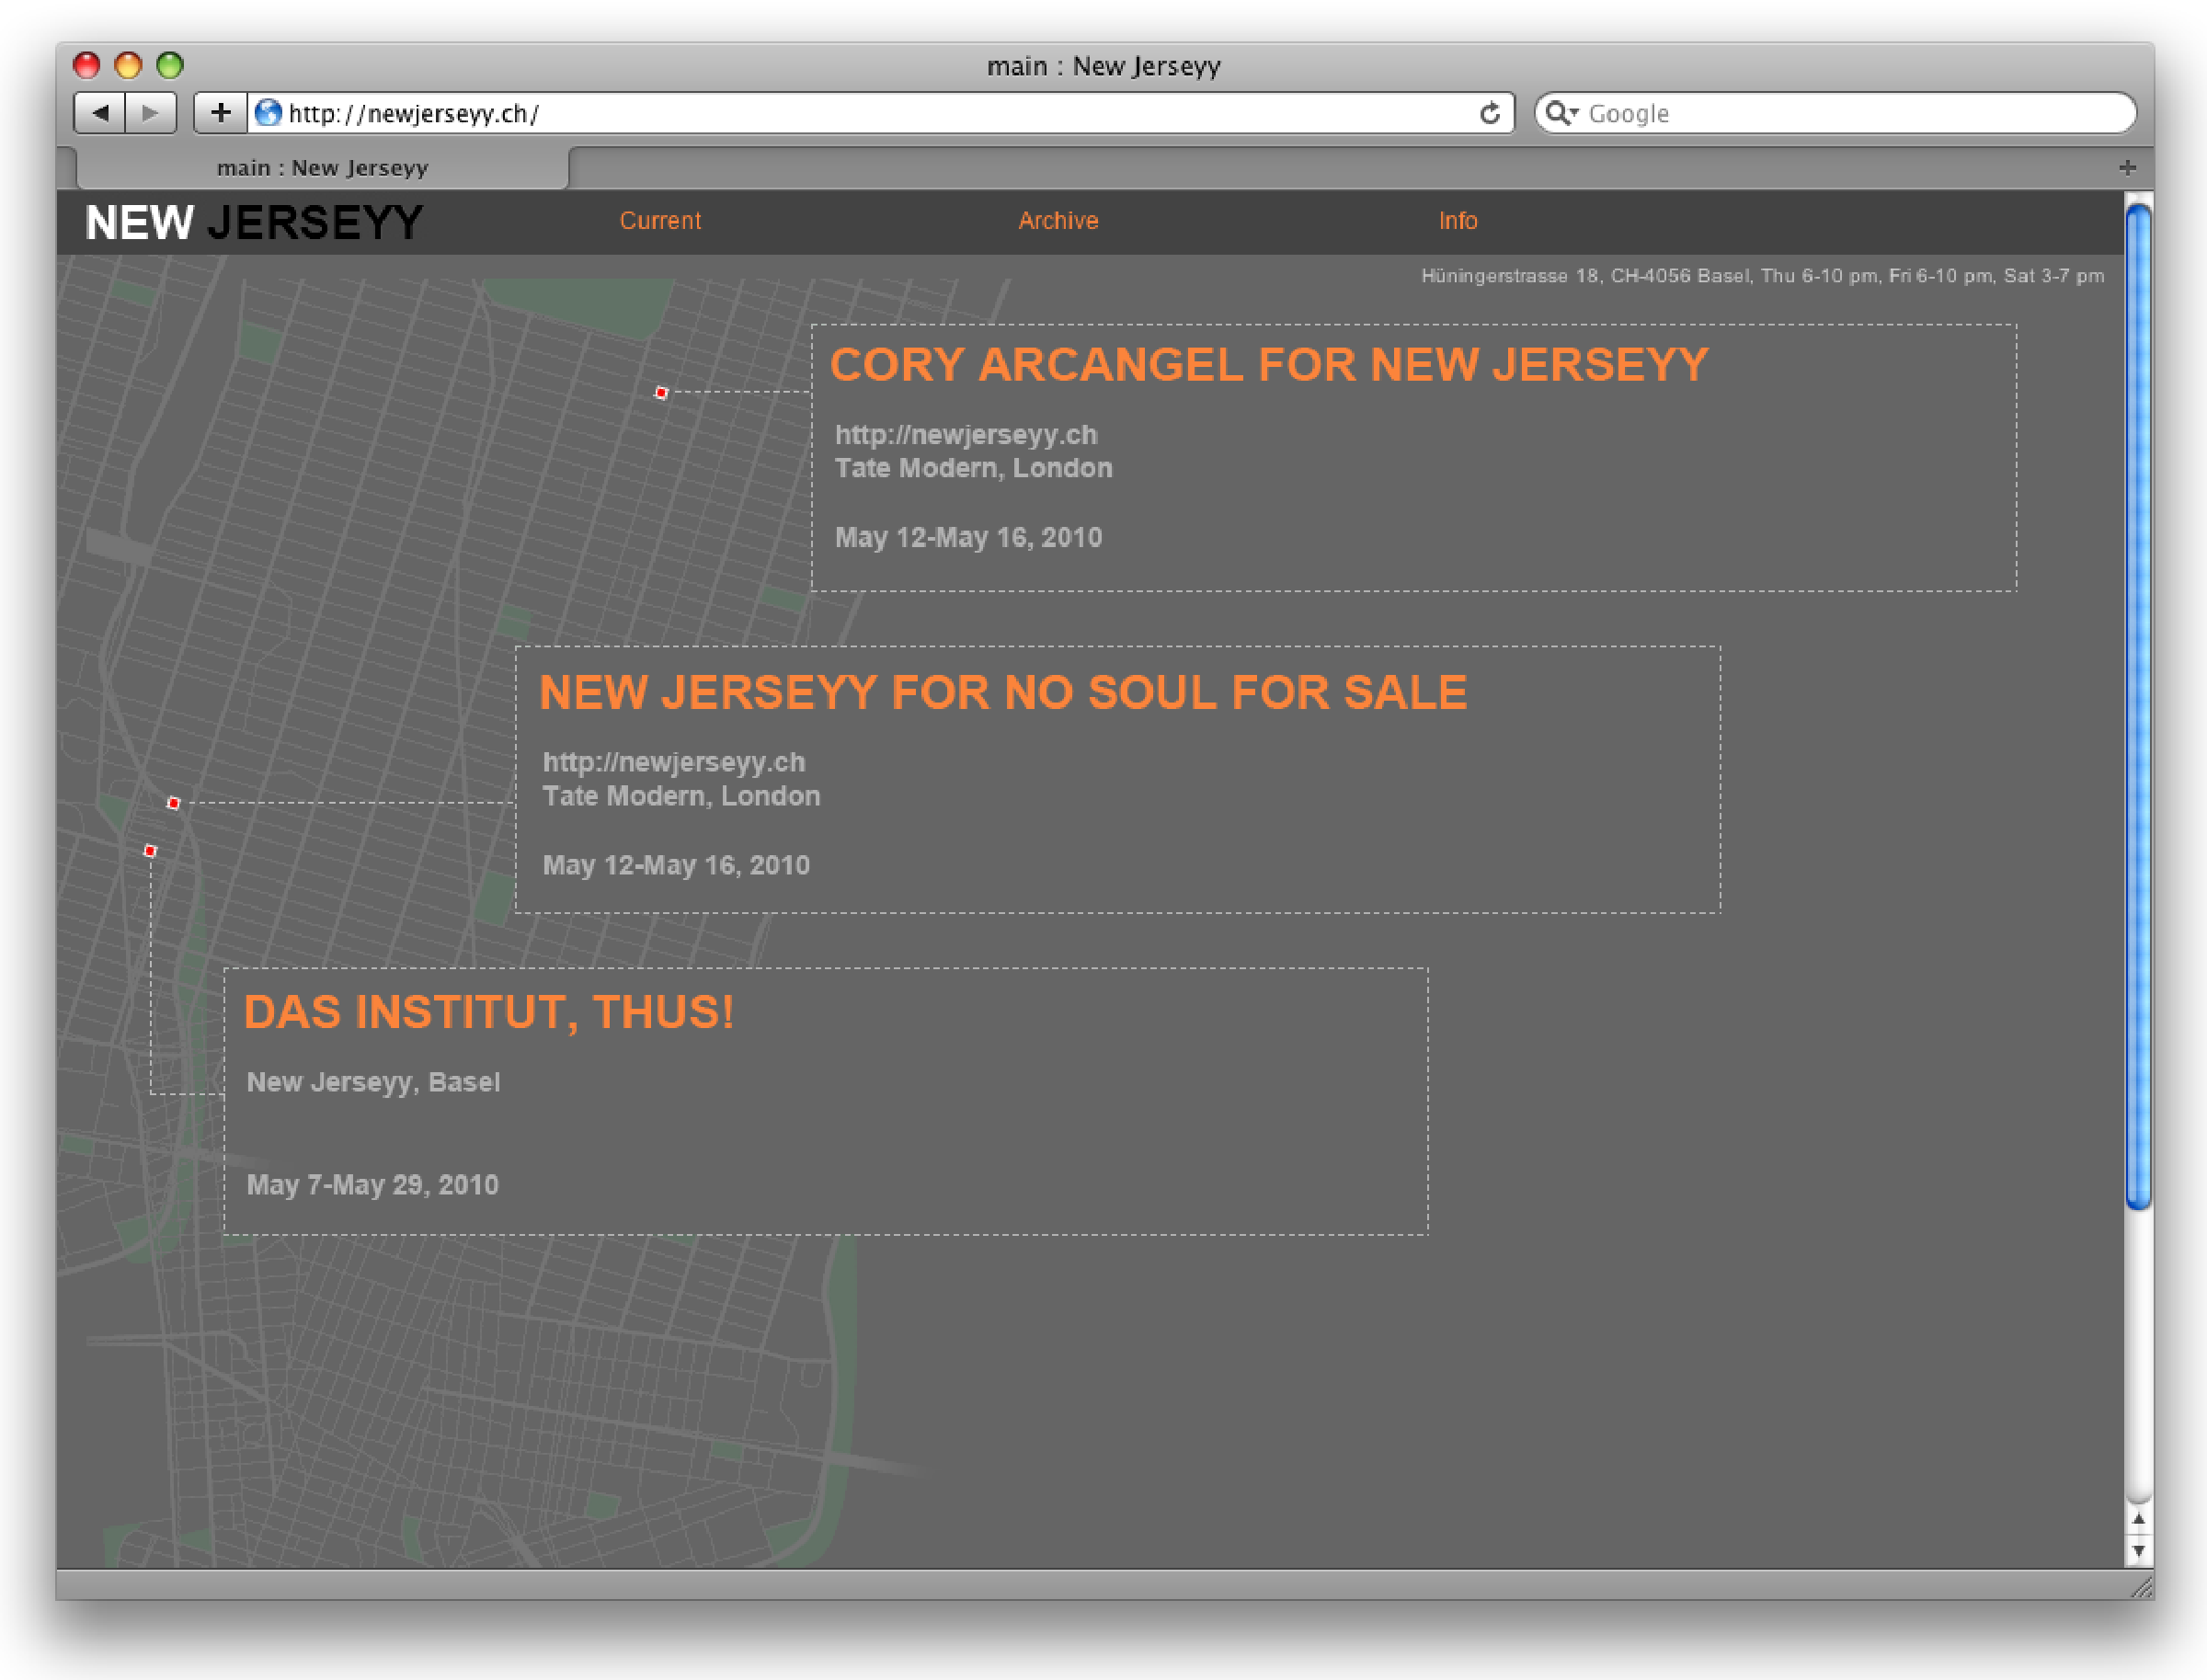 main : New Jerseyy
http://newjerseyy.ch/
Google
main : New Jerseyy
NEW JERSEYY
Current
Archive
Info
Hüningerstrasse 18, CH-4056 Basel, Thu 6-10 pm, Fri 6-10 pm, Sat 3-7 pm
CORY ARCANGEL FOR NEW JERSEYY
http://newjerseyy.ch
Tate Modern, London
May 12-May 16, 2010
NEW JERSEYY FOR NO SOUL FOR SALE
http://newjerseyy.ch
Tate Modern, London
May 12-May 16, 2010
DAS INSTITUT, THUS!
New Jerseyy, Basel
May 7-May 29, 2010